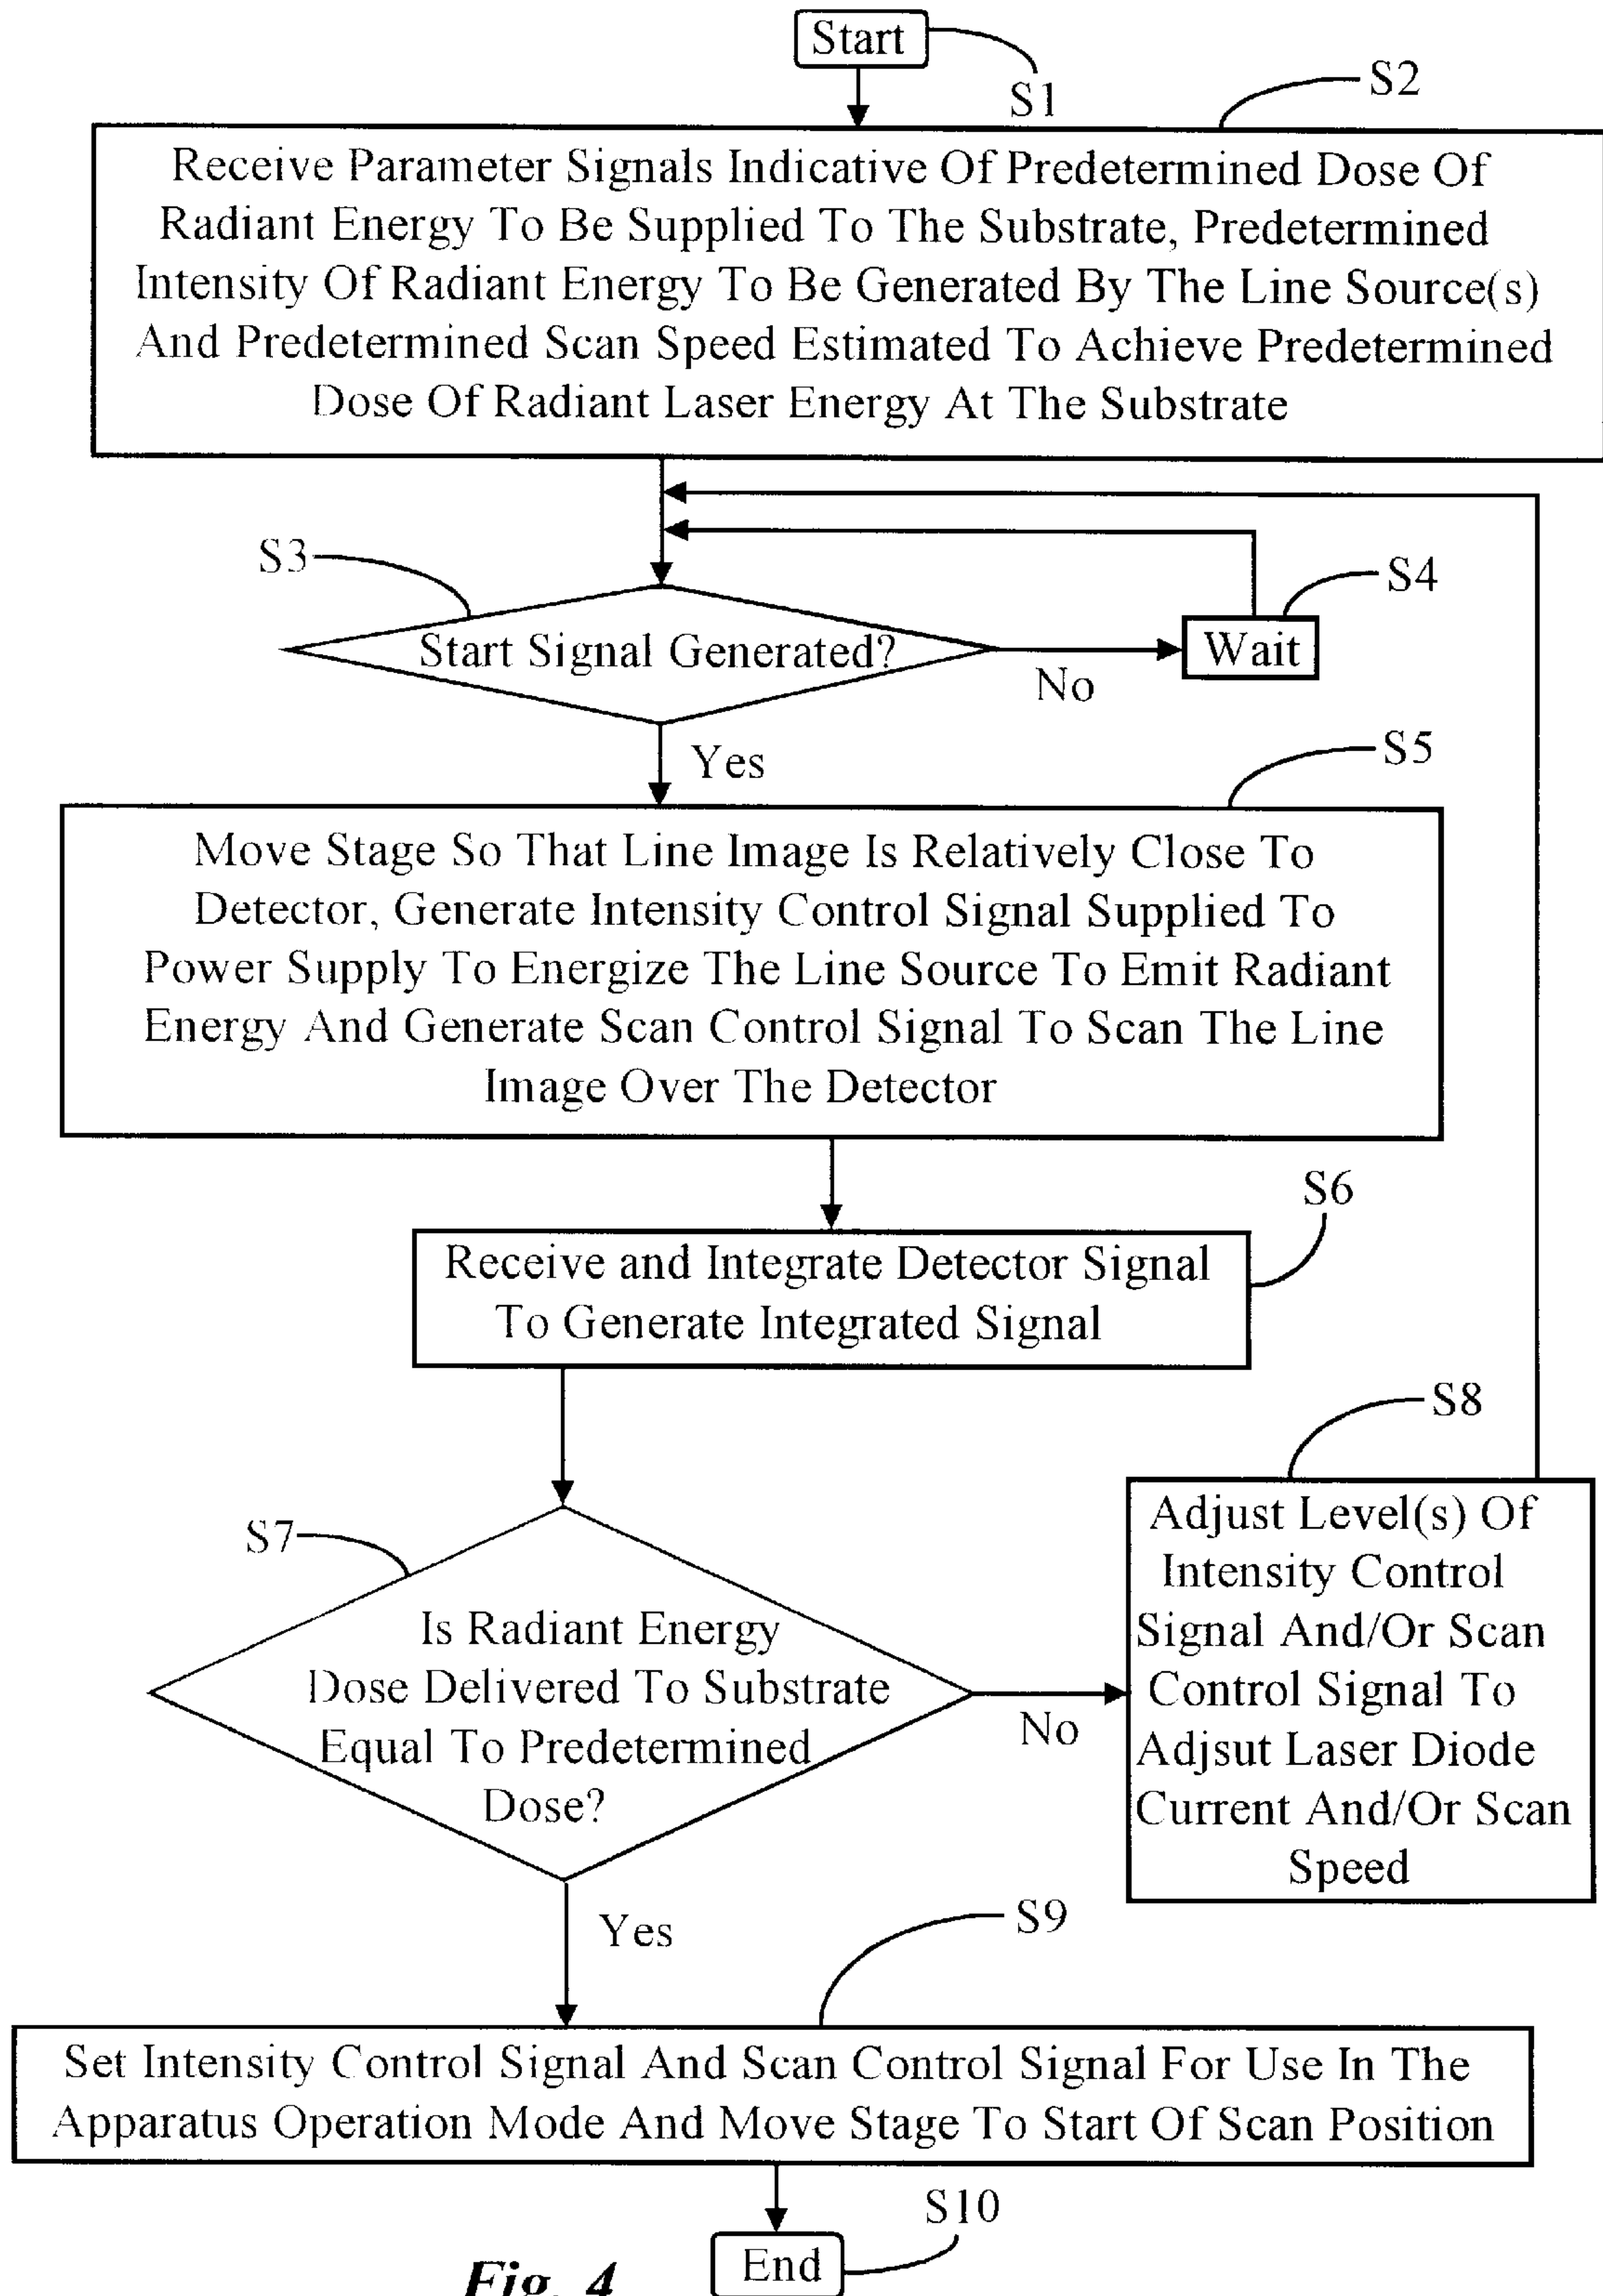 Start
S1
S2
Receive Parameter Signals Indicative Of Predetermined Dose Of
Radiant Energy To Be Supplied To The Substrate, Predetermined
Intensity Of Radiant Energy To Be Generated By The Line Source(s)
And Predetermined Scan Speed Estimated To Achieve Predetermined
Dose Of Radiant Laser Energy At The Substrate
S3
Start Signal Generated?
No
S4
Wait
Yes
S5
Move Stage So That Line Image Is Relatively Close To
Detector, Generate Intensity Control Signal Supplied To
Power Supply To Energize The Line Source To Emit Radiant
Energy And Generate Scan Control Signal To Scan The Line
Image Over The Detector
S6
Receive and Integrate Detector Signal
To Generate Integrated Signal
S7
Is Radiant Energy
Dose Delivered To Substrate
Equal To Predetermined
Dose?
No
S8
Adjust Level(s) Of
Intensity Control
Signal And/Or Scan
Control Signal To
Adjsut Laser Diode
Current And/Or Scan
Speed
Yes
S9
Set Intensity Control Signal And Scan Control Signal For Use In The
Apparatus Operation Mode And Move Stage To Start Of Scan Position
S10
End
Fig. 4